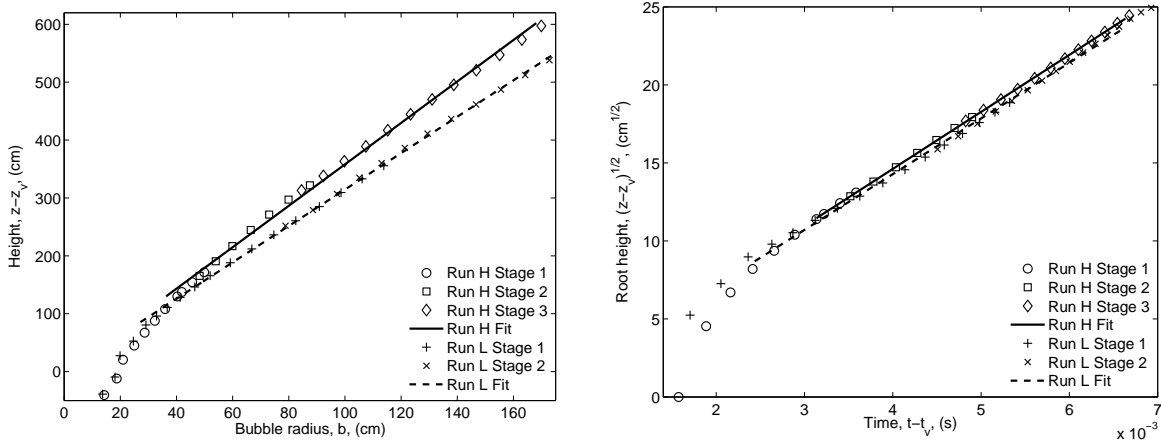 600
500
400
300
200
100
0
Height, z−z_v, (cm)
0 20 40 60 80 100 120 140 160
Bubble radius, b, (cm)
Run H Stage 1
Run H Stage 2
Run H Stage 3
Run H Fit
Run L Stage 1
Run L Stage 2
Run L Fit
25
20
15
10
5
0
Root height, (z−z_v)^{1/2}, (cm^{1/2})
2 3 4 5 6 7
x 10^{−3}
Time, t−t_v, (s)
Run H Stage 1
Run H Stage 2
Run H Stage 3
Run H Fit
Run L Stage 1
Run L Stage 2
Run L Fit